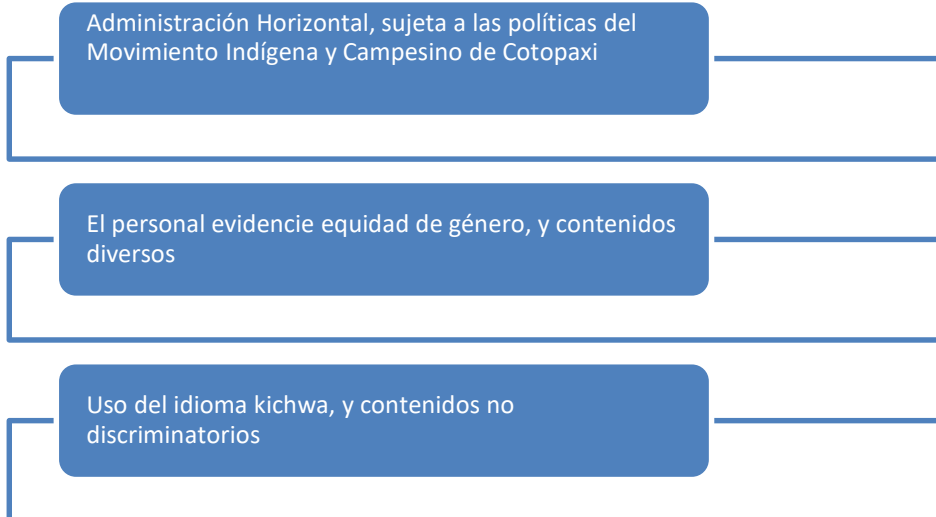 Administración Horizontal, sujeta a las políticas del
Movimiento Indígena y Campesino de Cotopaxi
El personal evidencie equidad de género, y contenidos
diversos
Uso del idioma kichwa, y contenidos no
discriminatorios